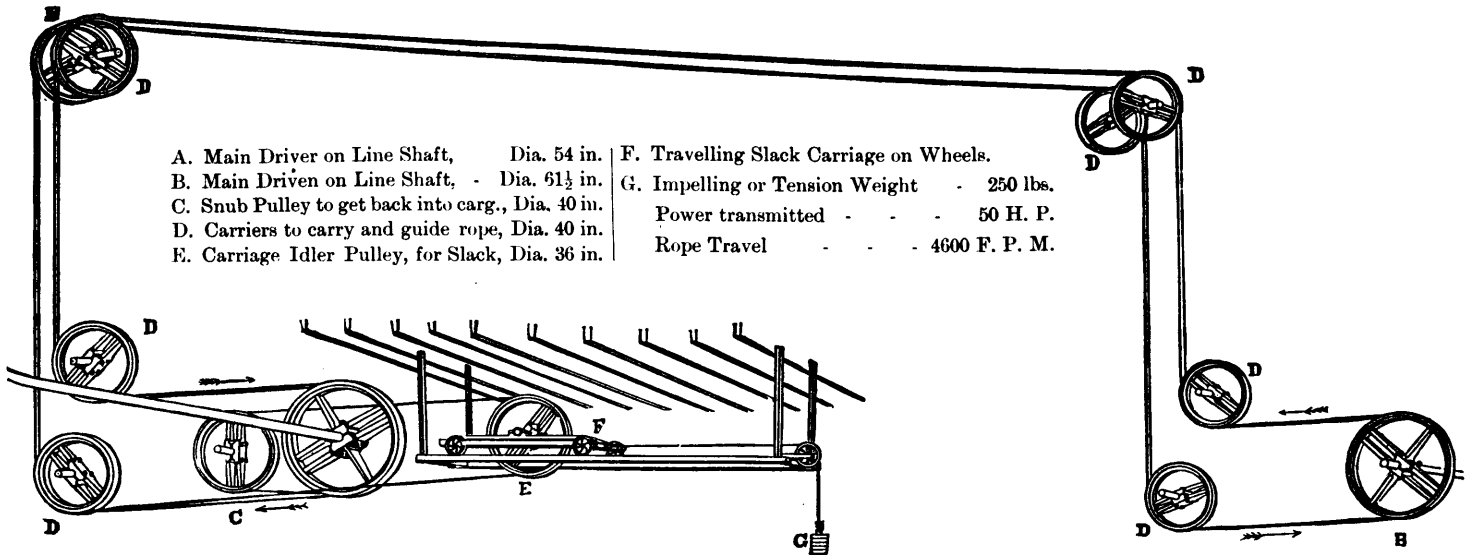 D
D
D
A. Main Driver on Line Shaft, Dia. 54 in.
B. Main Driven on Line Shaft, - Dia. 61½ in.
C. Snub Pulley to get back into carg., Dia. 40 in.
D. Carriers to carry and guide rope, Dia. 40 in.
E. Carriage Idler Pulley, for Slack, Dia. 36 in.
F. Travelling Slack Carriage on Wheels.
G. Impelling or Tension Weight - 250 lbs.
Power transmitted - - - 50 H. P.
Rope Travel - - - 4600 F. P. M.
D
D
F
E
D
C
G
D
B